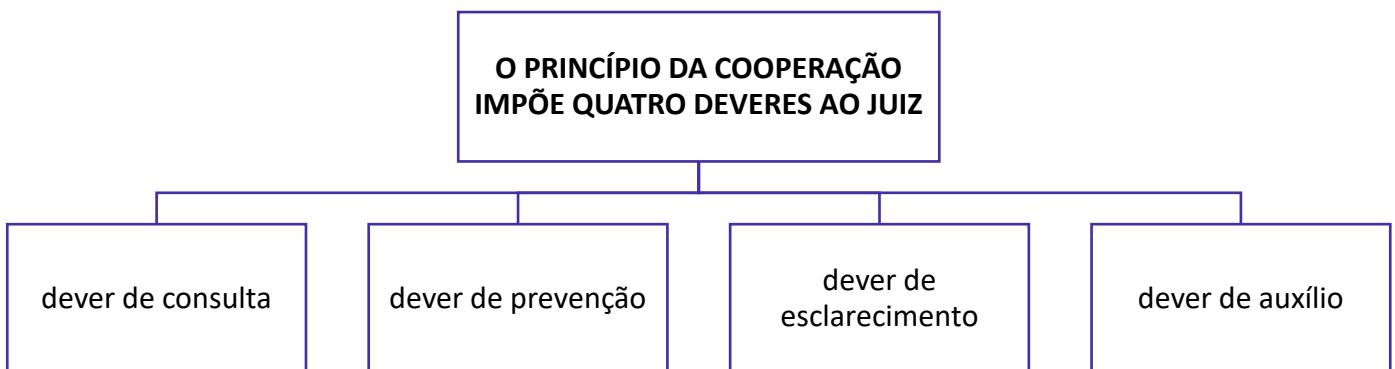 O PRINCÍPIO DA COOPERAÇÃO
IMPÕE QUATRO DEVERES AO JUIZ
dever de consulta
dever de prevenção
dever de
esclarecimento
dever de auxílio